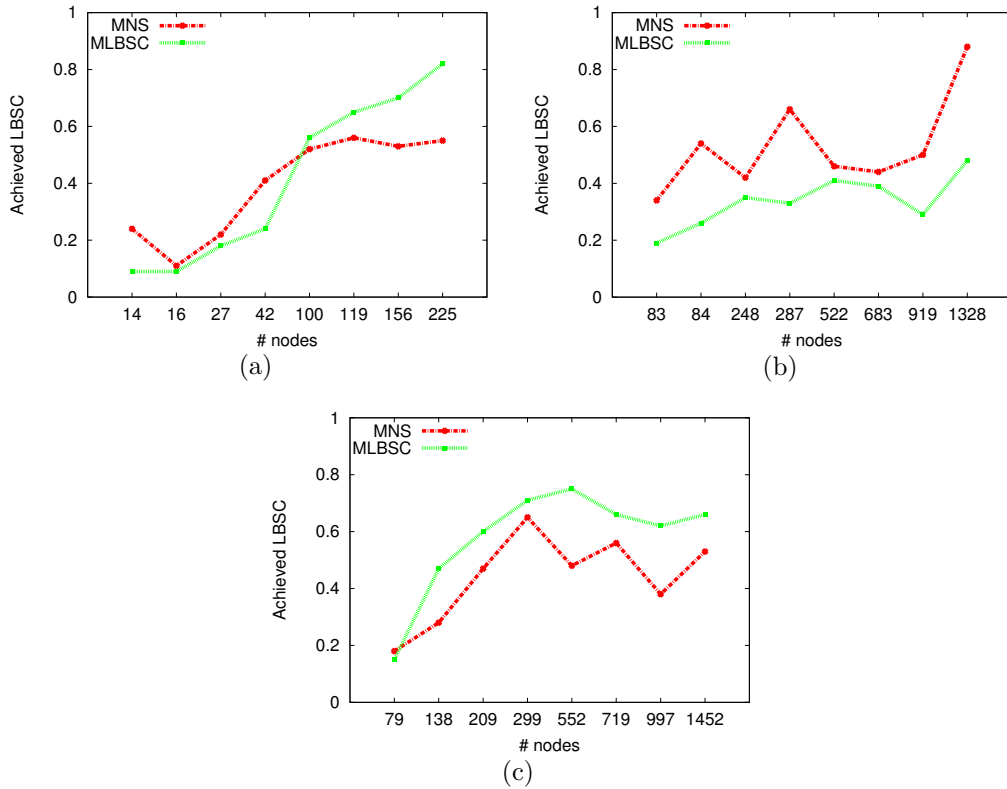 1
0.8
0.6
0.4
0.2
0
Achieved LBSC
MNS
MLBSC
14 16 27 42 100 119 156 225
# nodes
(a)
1
0.8
0.6
0.4
0.2
0
Achieved LBSC
MNS
MLBSC
83 84 248 287 522 683 919 1328
# nodes
(b)
1
0.8
0.6
0.4
0.2
0
Achieved LBSC
MNS
MLBSC
79 138 209 299 552 719 997 1452
# nodes
(c)